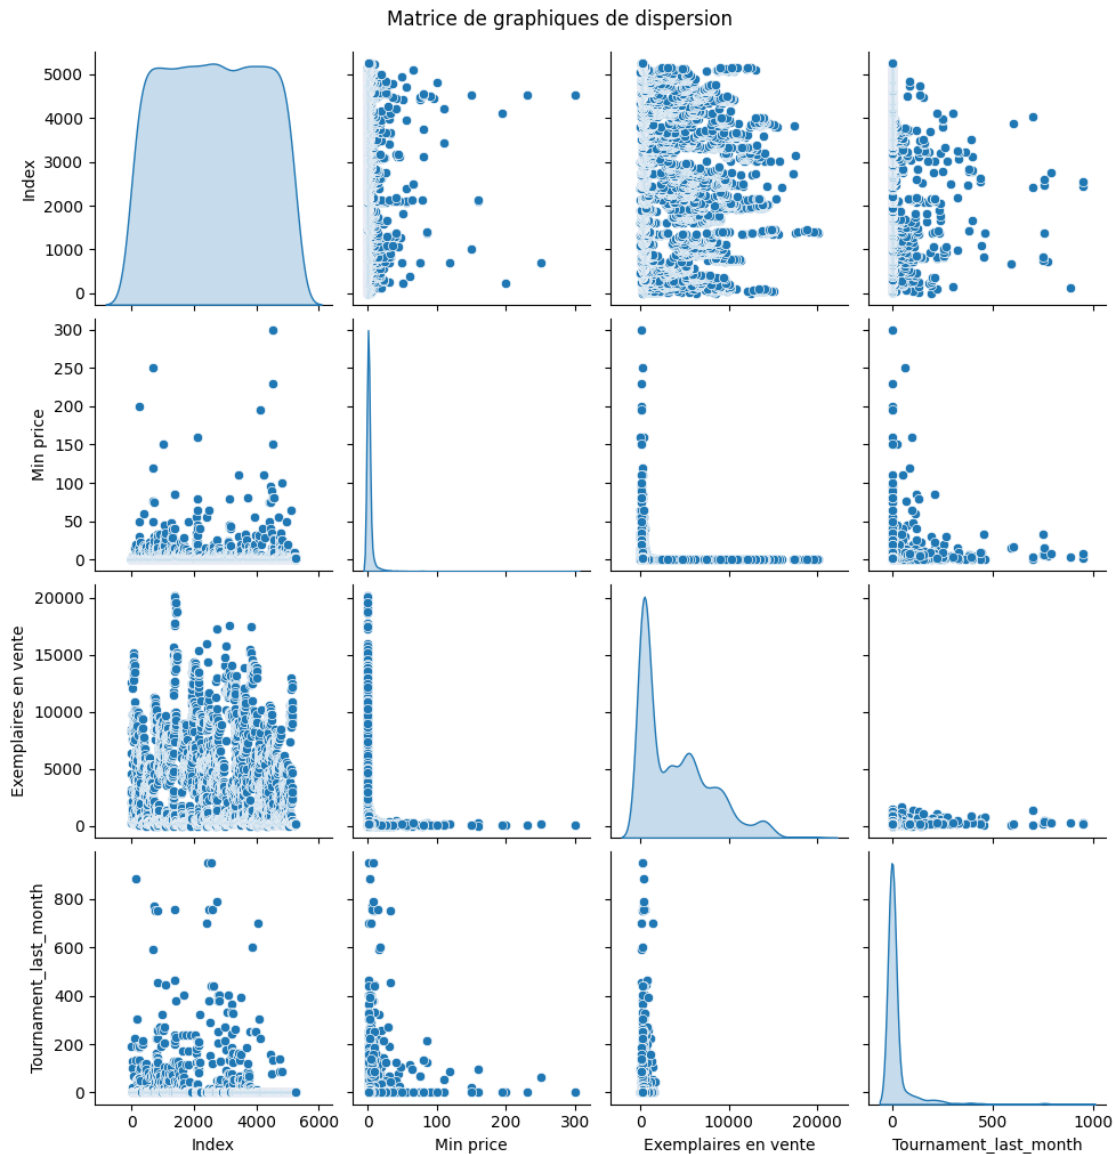 Matrice de graphiques de dispersion
5000
4000
3000
2000
1000
0
Index
300
250
200
150
100
50
0
Min price
20000
15000
10000
5000
0
Exemplaires en vente
800
600
400
200
0
Tournament_last_month
0 2000 4000 6000
0 100 200 300
0 10000 20000
0 500 1000
Index
Min price
Exemplaires en vente
Tournament_last_month